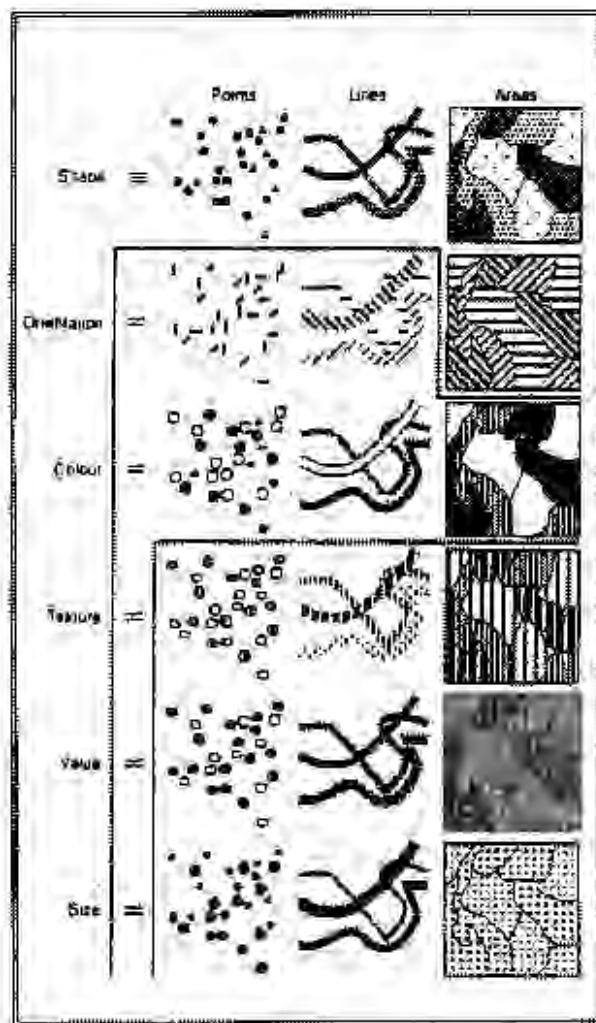 Points Lines Areas
Shape ≡
Orientation =
Colour =
Texture =
Value =
Size =